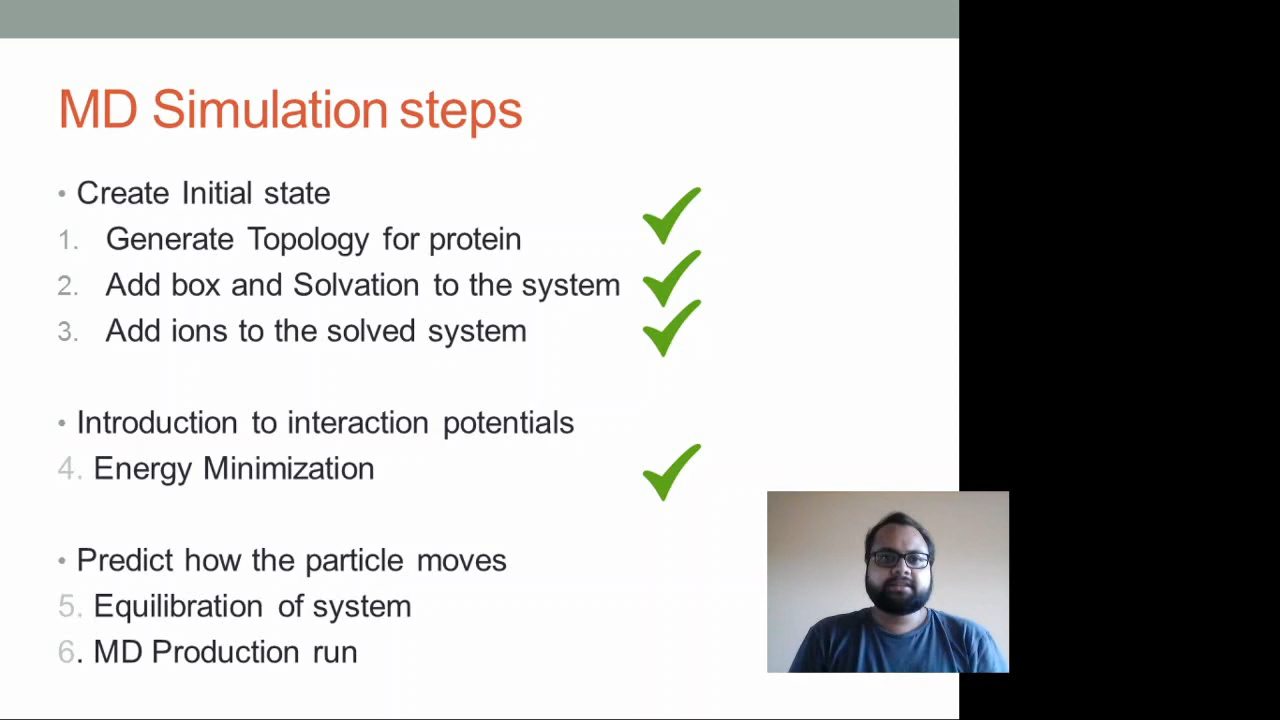 MD Simulation steps
• Create Initial state
1. Generate Topology for protein
2. Add box and Solvation to the system
3. Add ions to the solved system
• Introduction to interaction potentials
4. Energy Minimization
• Predict how the particle moves
5. Equilibration of system
6. MD Production run